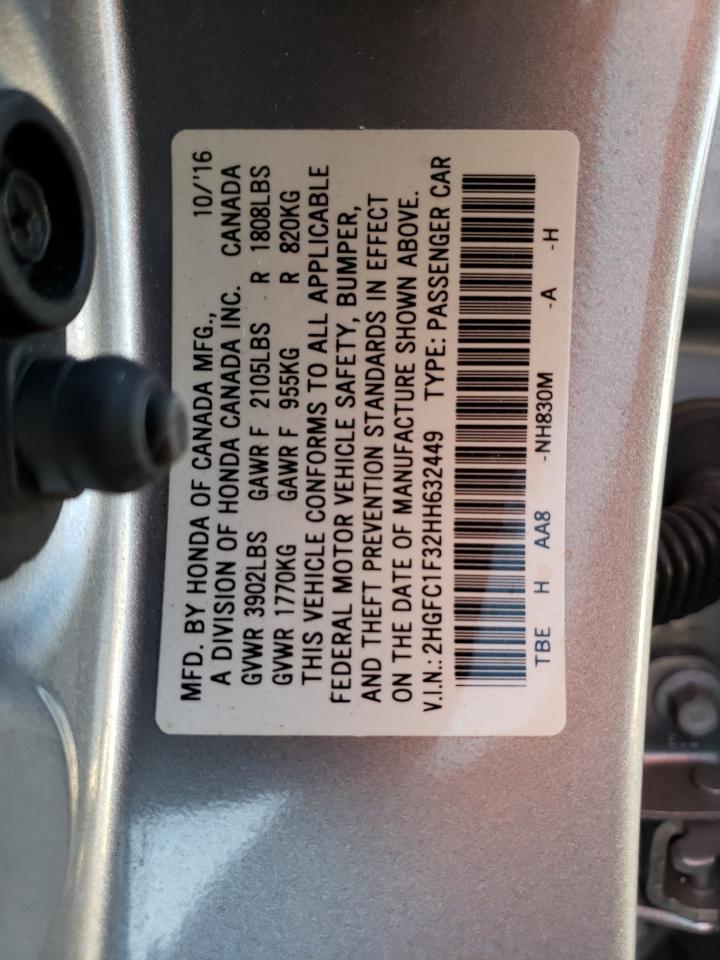 MFD. BY HONDA OF CANADA MFG., 10/'16
A DIVISION OF HONDA CANADA INC. CANADA
GVWR 3902LBS GAWR F 2105LBS R 1808LBS
GVWR 1770KG GAWR F 955KG R 820KG
THIS VEHICLE CONFORMS TO ALL APPLICABLE
FEDERAL MOTOR VEHICLE SAFETY, BUMPER,
AND THEFT PREVENTION STANDARDS IN EFFECT
ON THE DATE OF MANUFACTURE SHOWN ABOVE.
V.I.N.: 2HGFC1F32HH632449 TYPE: PASSENGER CAR
TBE H AA8 -NH830M -A -H